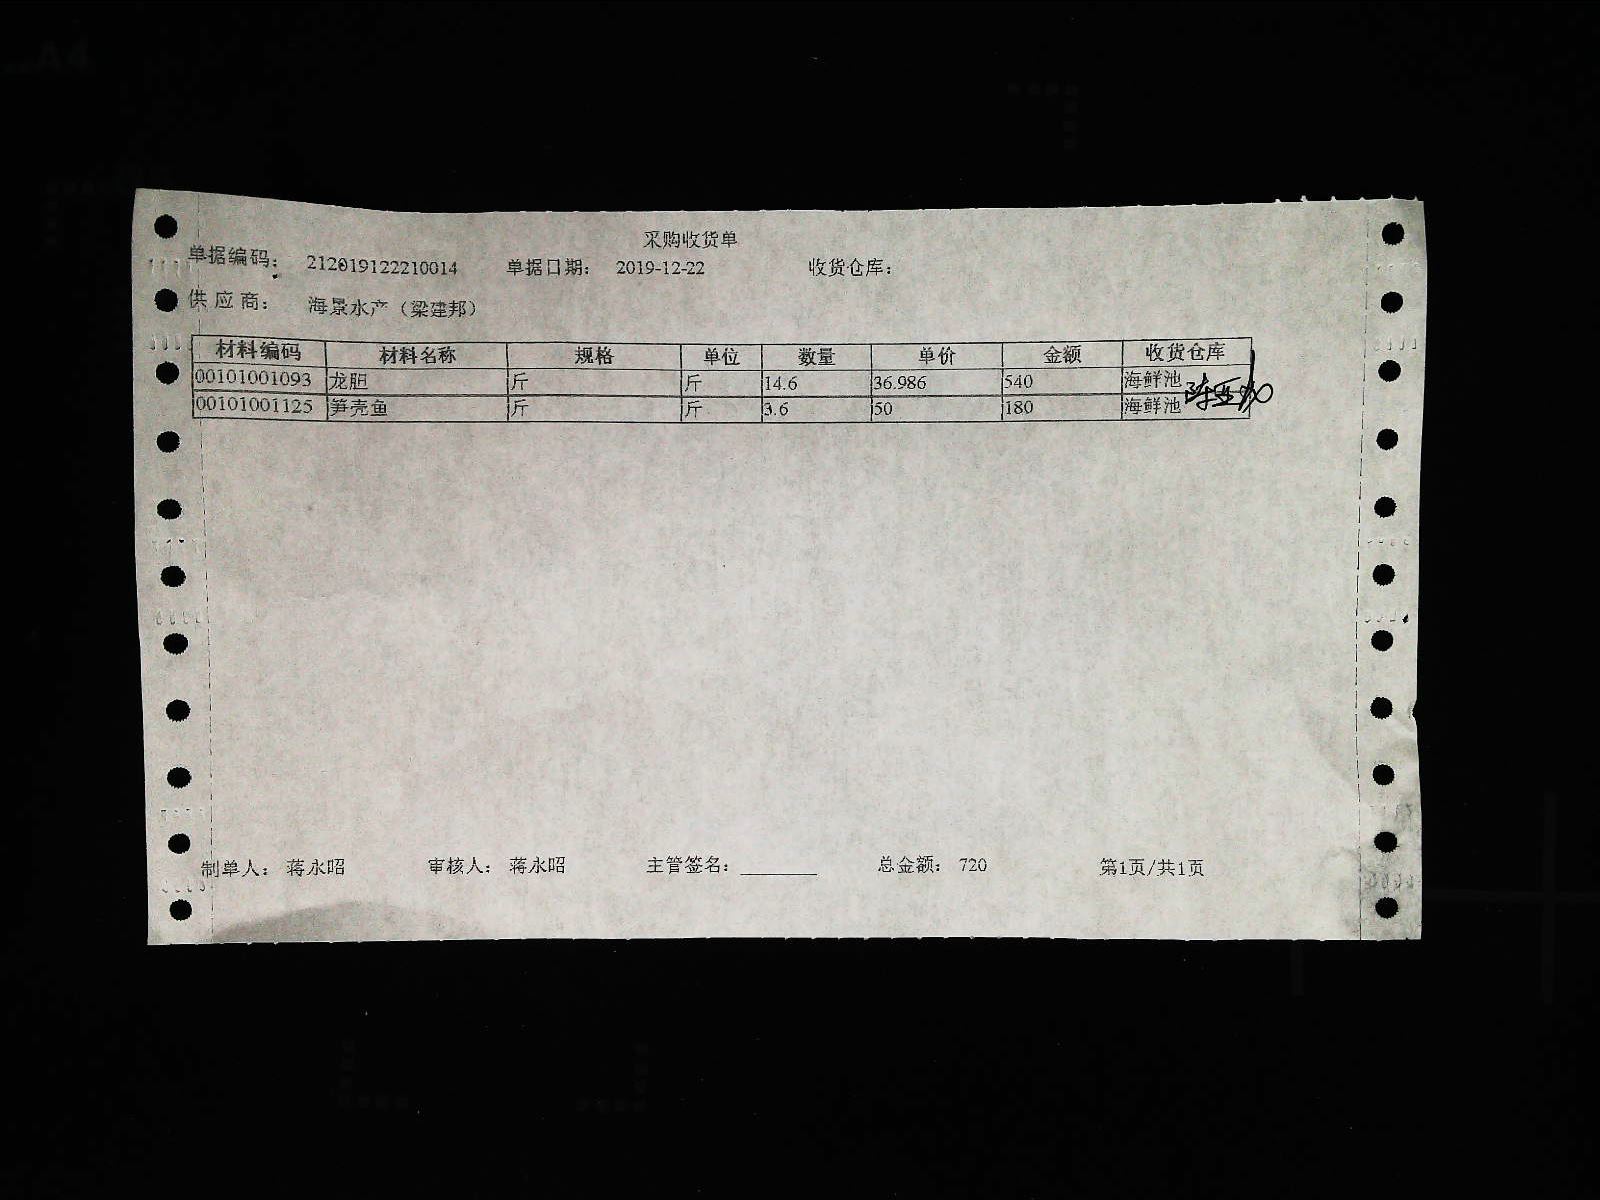 采购收货单
单据编码： 212019122210014 单据日期： 2019-12-22 收货仓库：
供应商： 海景水产（梁建邦）
材料编码 材料名称 规格 单位 数量 单价 金额 收货仓库
00101001093 龙胆 斤 斤 14.6 36.986 540 海鲜池
00101001125 笋壳鱼 斤 斤 3.6 50 180 海鲜池
制单人： 蒋永昭 审核人： 蒋永昭 主管签名：________ 总金额： 720 第1页/共1页